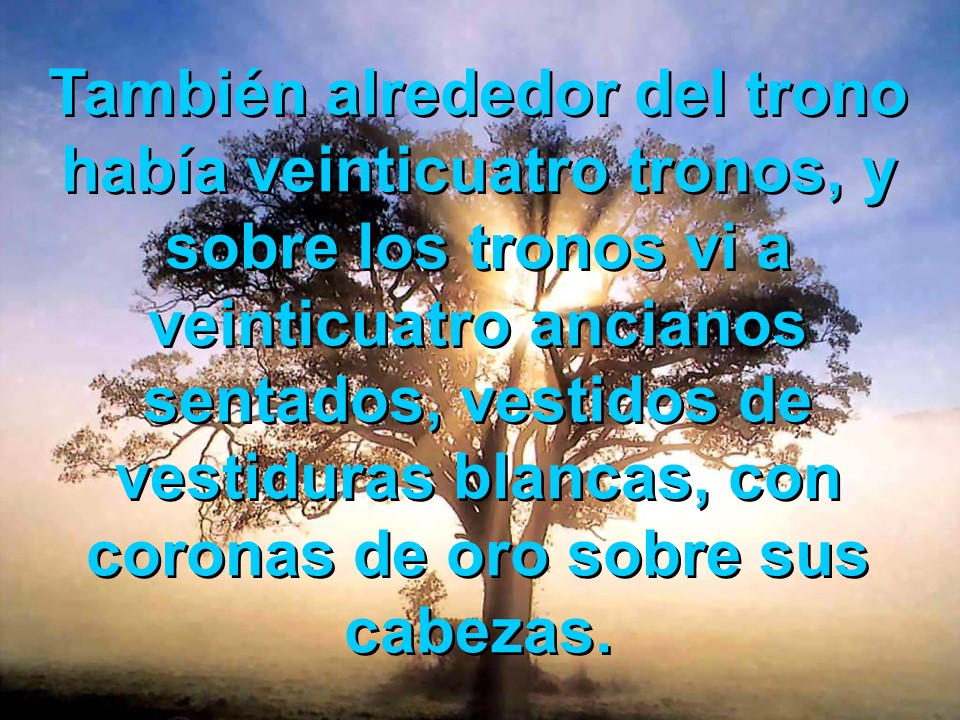 También alrededor del trono
había veinticuatro tronos, y
sobre los tronos vi a
veinticuatro ancianos
sentados, vestidos de
vestiduras blancas, con
coronas de oro sobre sus
cabezas.